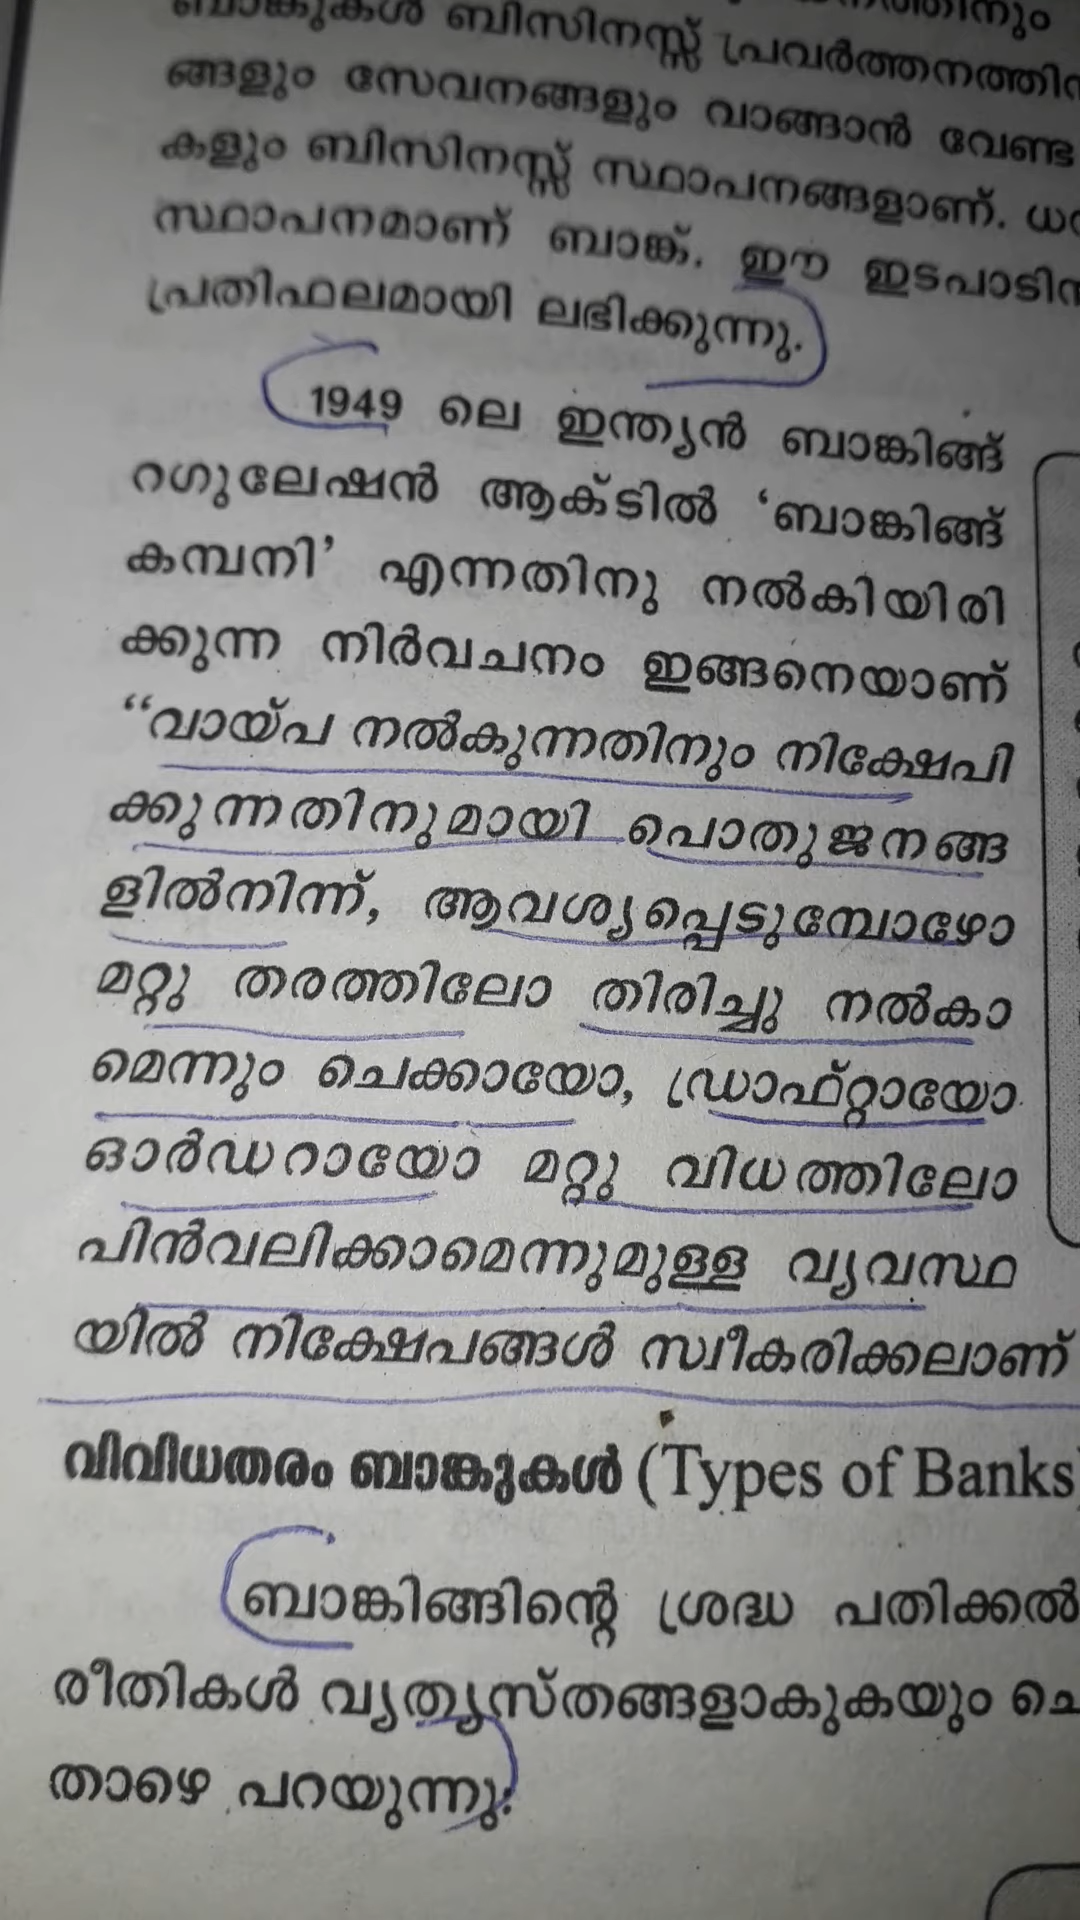 ബാങ്കുകൾ ബിസിനസ്സ് പ്രവർത്തനത്തിന
ങ്ങളും സേവനങ്ങളും വാങ്ങാൻ വേണ്ട
കളും ബിസിനസ്സ് സ്ഥാപനങ്ങളാണ്. ധ
സ്ഥാപനമാണ് ബാങ്ക്. ഈ ഇടപാടിന
പ്രതിഫലമായി ലഭിക്കുന്നു.
1949 ലെ ഇന്ത്യൻ ബാങ്കിങ്ങ്
റഗുലേഷൻ ആക്ടിൽ ‘ബാങ്കിങ്ങ്
കമ്പനി’ എന്നതിനു നൽകിയിരി
ക്കുന്ന നിർവചനം ഇങ്ങനെയാണ്
“വായ്പ നൽകുന്നതിനും നിക്ഷേപി
ക്കുന്നതിനുമായി പൊതുജനങ്ങ
ളിൽനിന്ന്, ആവശ്യപ്പെടുമ്പോഴോ
മറ്റു തരത്തിലോ തിരിച്ചു നൽകാ
മെന്നും ചെക്കായോ, ഡ്രാഫ്റ്റായോ
ഓർഡറായോ മറ്റു വിധത്തിലോ
പിൻവലിക്കാമെന്നുമുള്ള വ്യവസ്ഥ
യിൽ നിക്ഷേപങ്ങൾ സ്വീകരിക്കലാണ്
വിവിധതരം ബാങ്കുകൾ (Types of Banks
ബാങ്കിങ്ങിന്റെ ശ്രദ്ധ പതിക്കൽ
രീതികൾ വ്യത്യസ്തങ്ങളാകുകയും ചെ
താഴെ പറയുന്നു: